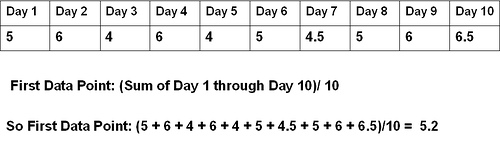 Day 1 Day 2 Day 3 Day 4 Day 5 Day 6 Day 7 Day 8 Day 9 Day 10
5 6 4 6 4 5 4.5 5 6 6.5
First Data Point: (Sum of Day 1 through Day 10)/ 10
So First Data Point: (5 + 6 + 4 + 6 + 4 + 5 + 4.5 + 5 + 6 + 6.5)/10 = 5.2